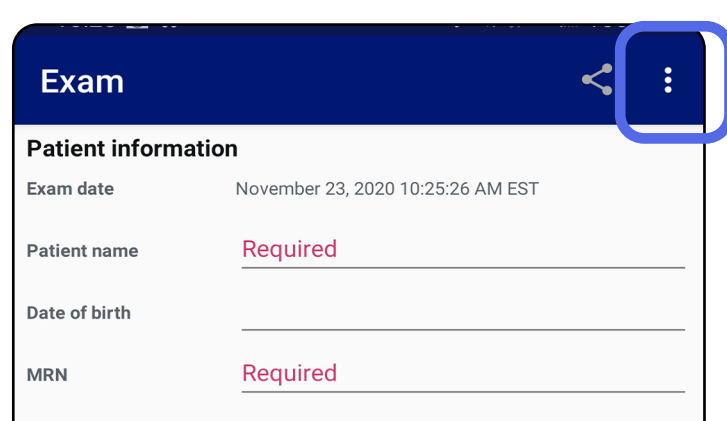 Exam
Patient information
Exam date November 23, 2020 10:25:26 AM EST
Patient name Required
Date of birth
MRN Required